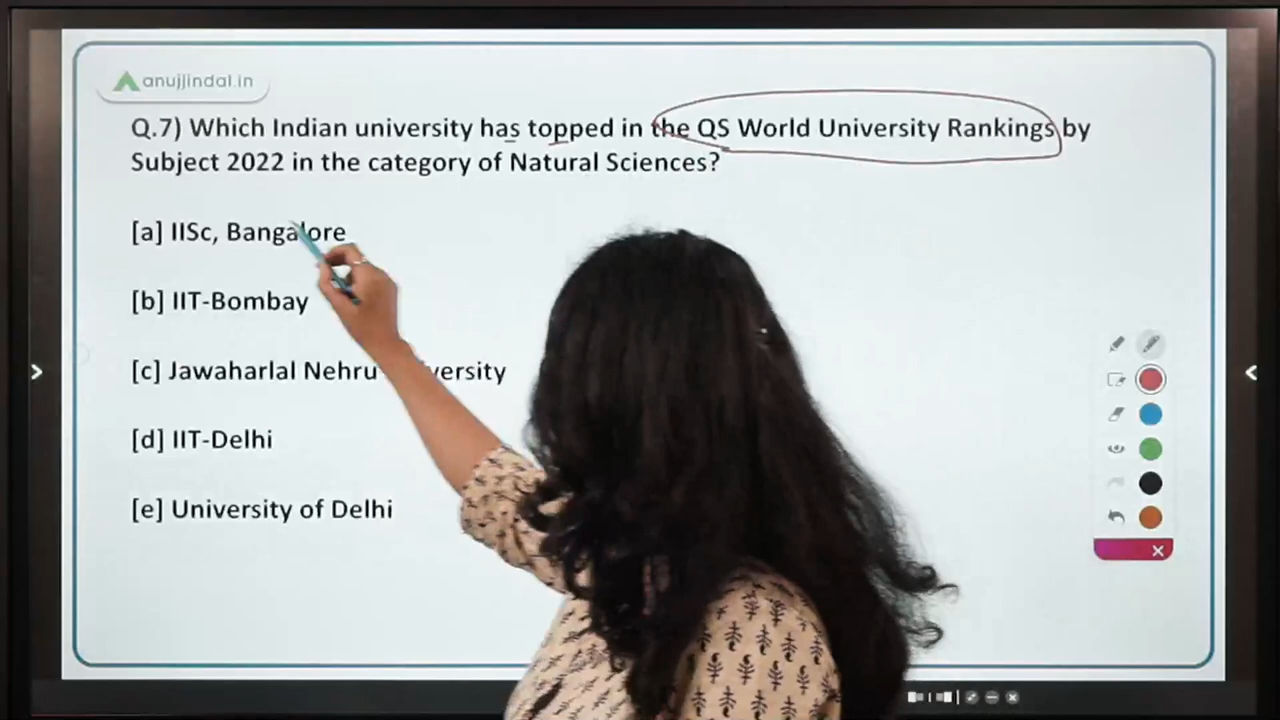 anujjindal.in
Q.7) Which Indian university has topped in the QS World University Rankings by
Subject 2022 in the category of Natural Sciences?
[a] IISc, Bangalore
[b] IIT-Bombay
[c] Jawaharlal Nehru
[d] IIT-Delhi
[e] University of Delhi